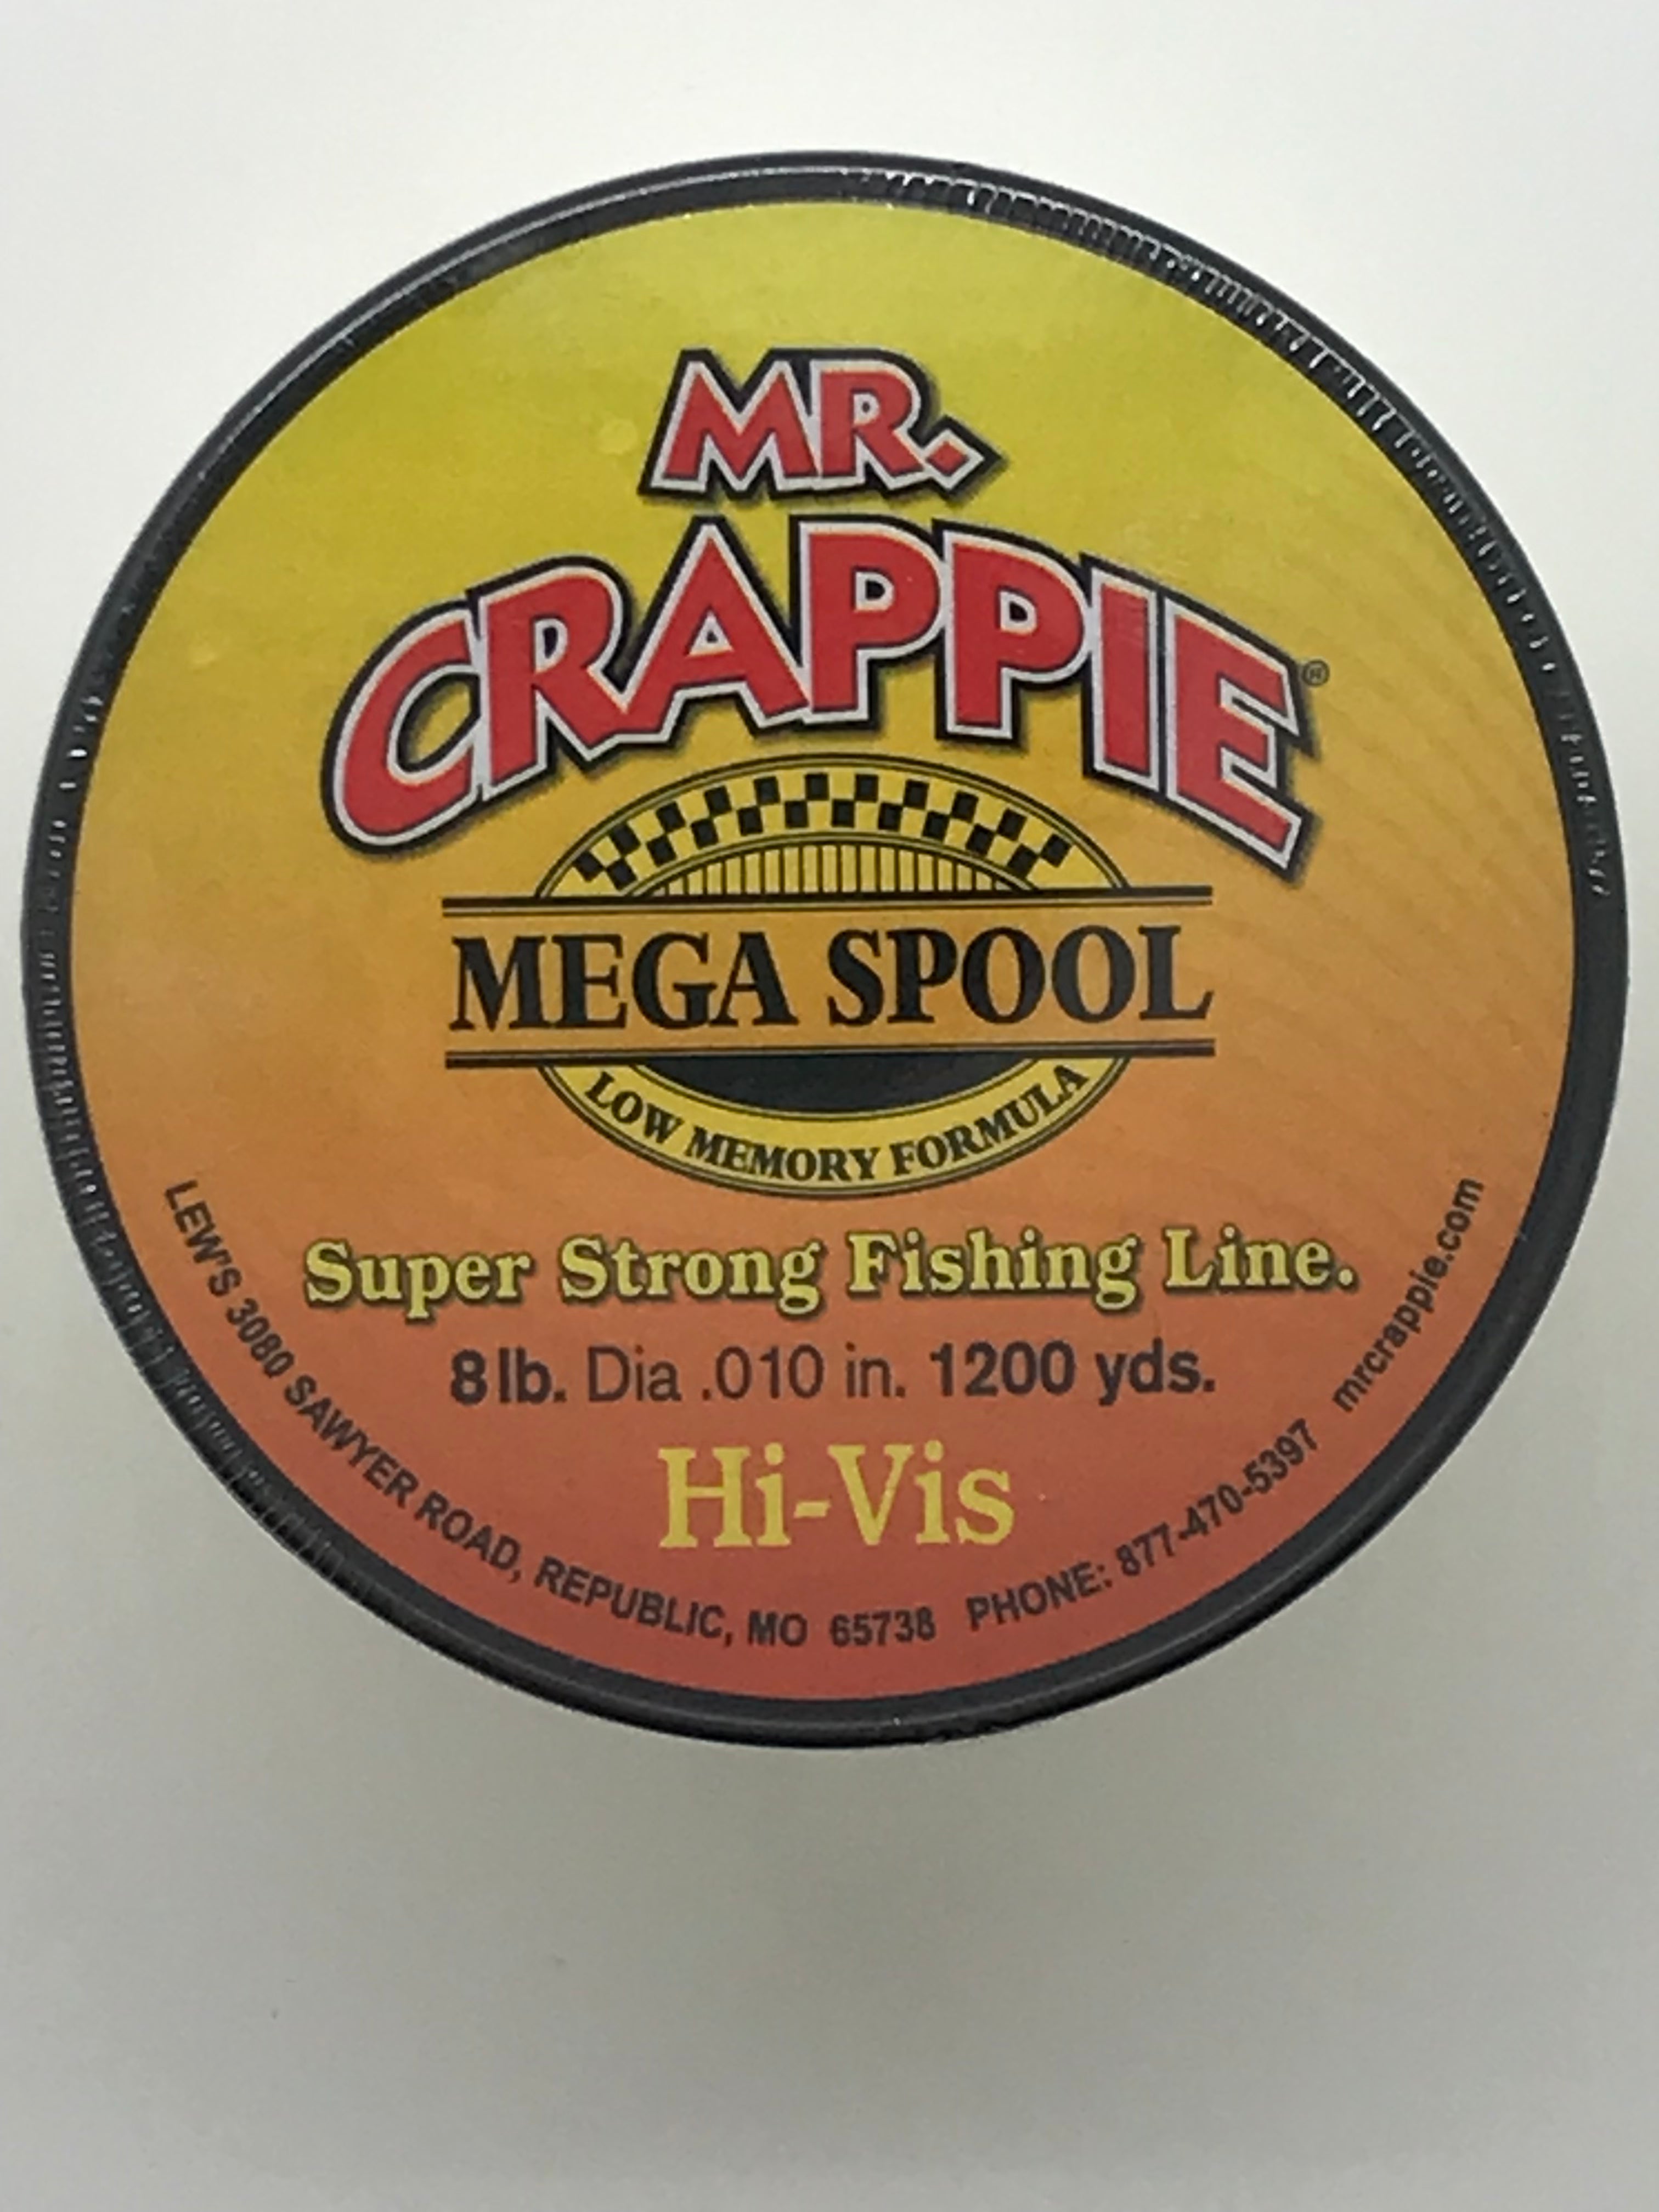 MR.
CRAPPIE®
MEGA SPOOL
LOW MEMORY FORMULA
Super Strong Fishing Line.
8 lb. Dia .010 in. 1200 yds.
Hi-Vis
LEW'S 3080 SAWYER ROAD, REPUBLIC, MO 65738 PHONE: 877-470-5397 mrcrappie.com